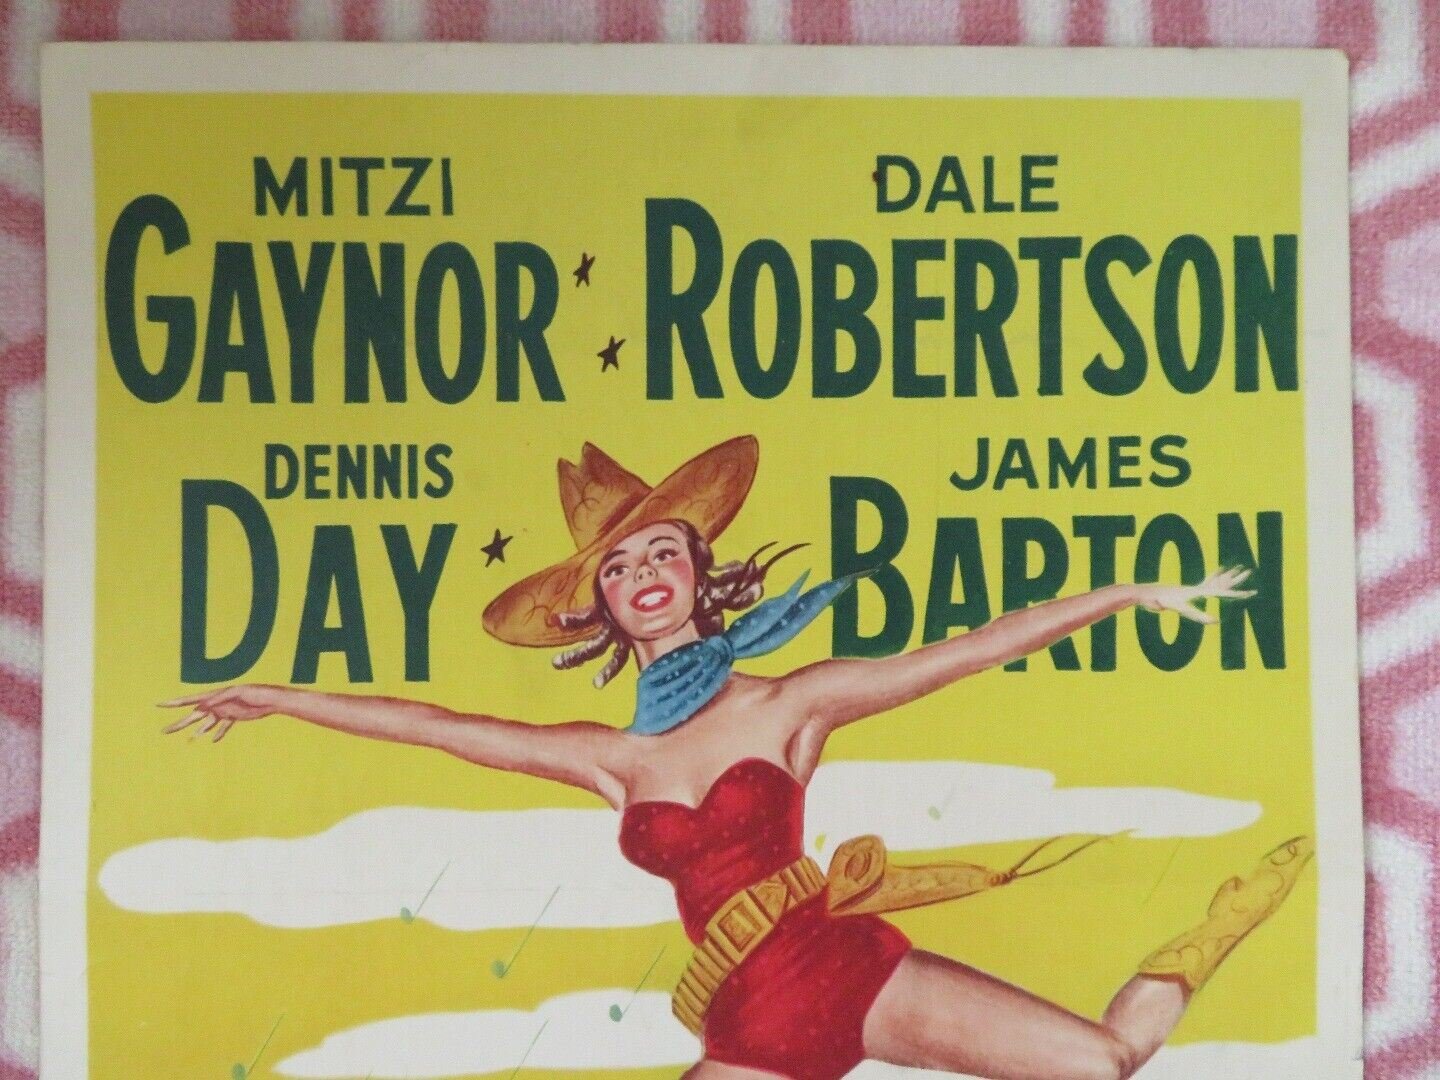 MITZI
GAYNOR
DALE
ROBERTSON
DENNIS
DAY
JAMES
BARTON